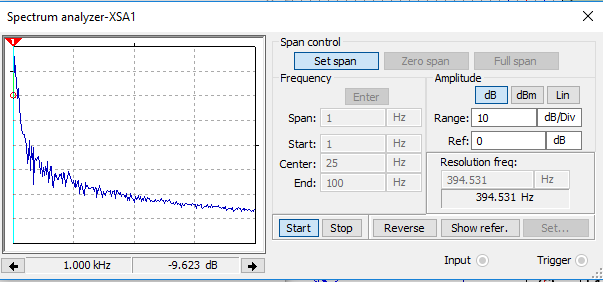 Spectrum analyzer-XSA1
1
Span control
Set span
Zero span
Full span
Frequency
Enter
Span: 1 Hz
Start: 1 Hz
Center: 25 Hz
End: 100 Hz
Amplitude
dB
dBm
Lin
Range: 10 dB/Div
Ref: 0 dB
Resolution freq:
394.531 Hz
394.531 Hz
Start
Stop
Reverse
Show refer.
Set...
1.000 kHz
-9.623 dB
Input
Trigger